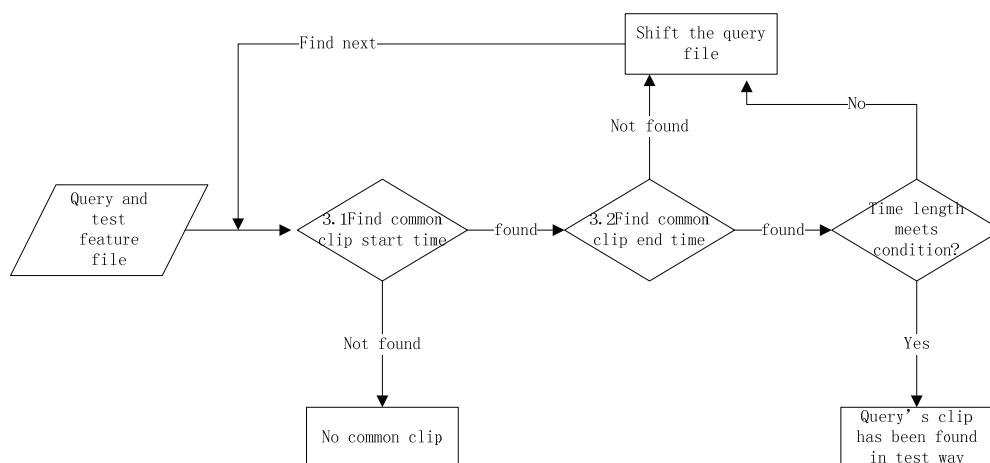 Shift the query
file
Find next
No
Not found
Query and
test
feature
file
3.1Find common
clip start time
found
3.2Find common
clip end time
found
Time length
meets
condition?
Not found
Yes
No common clip
Query's clip
has been found
in test way